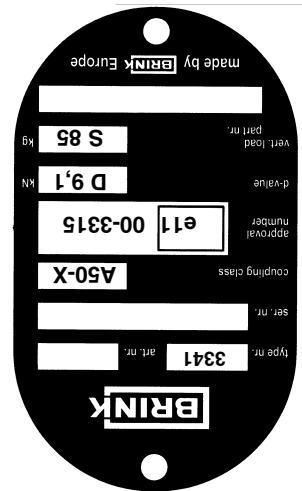 BRINK
type nr. 3341 art. nr.
ser. nr.
coupling class A50-X
approval number e11 00-3315
d-value D 9,1 kN
vert. load S 85 kg
part nr.
made by BRINK Europe